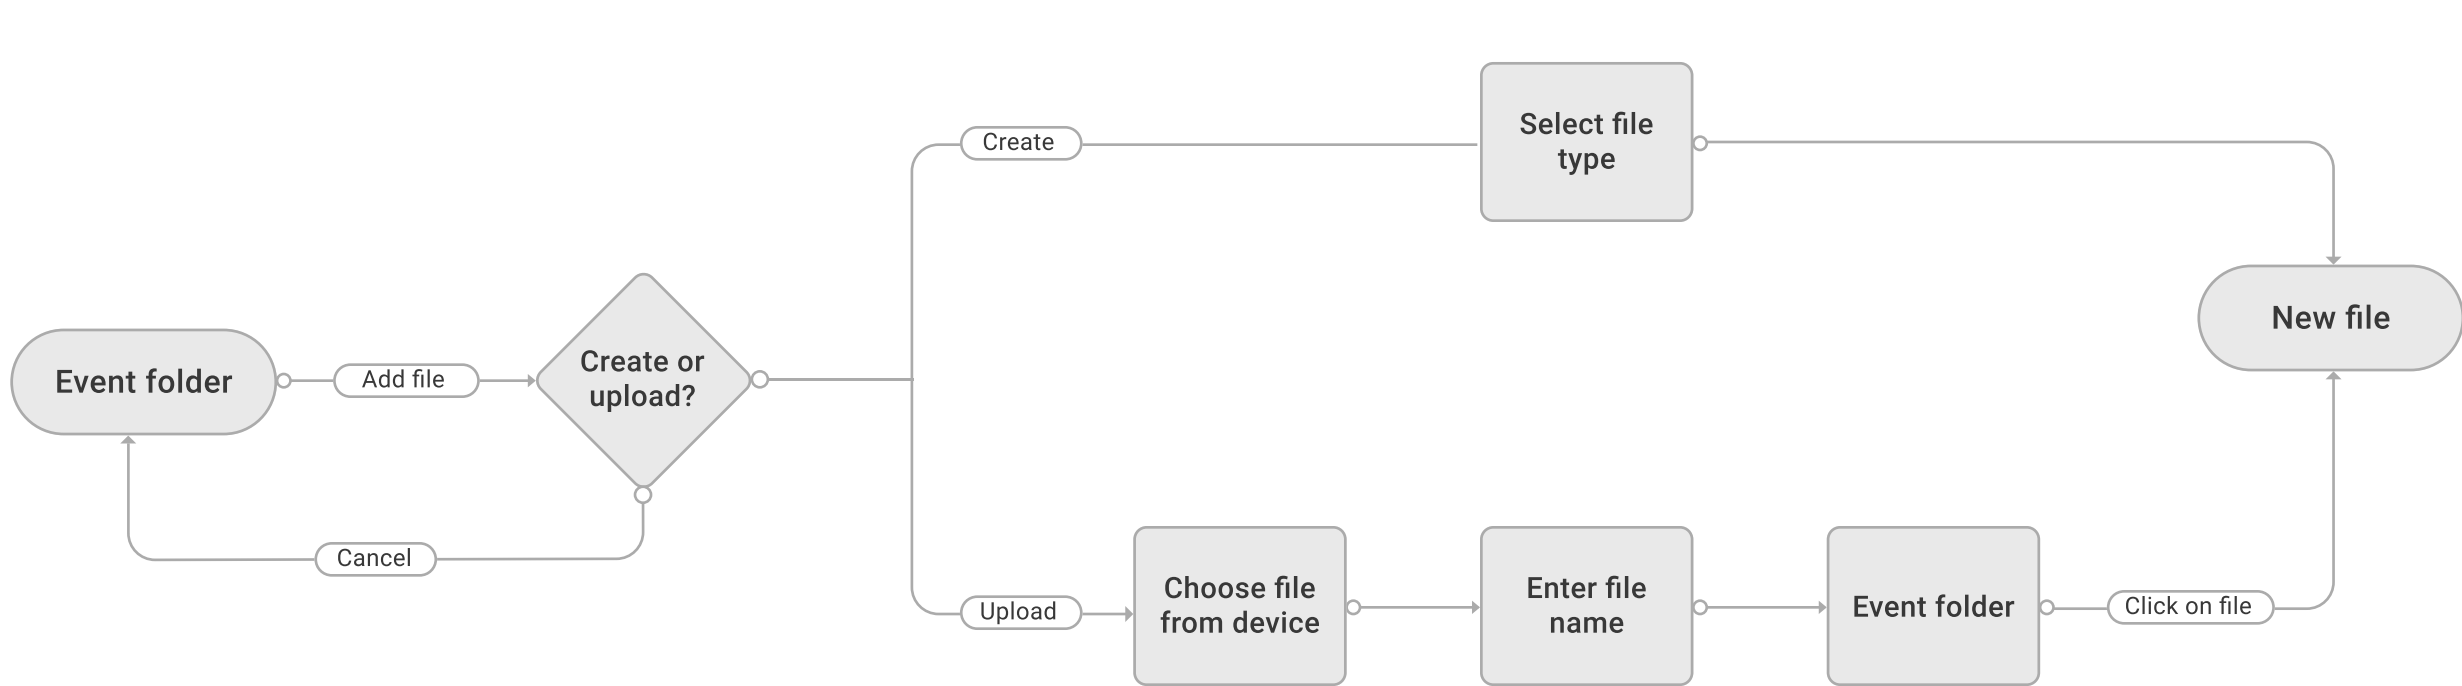 Select file
type
Create
New file
Event folder
Add file
Create or
upload?
Cancel
Upload
Choose file
from device
Enter file
name
Event folder
Click on file